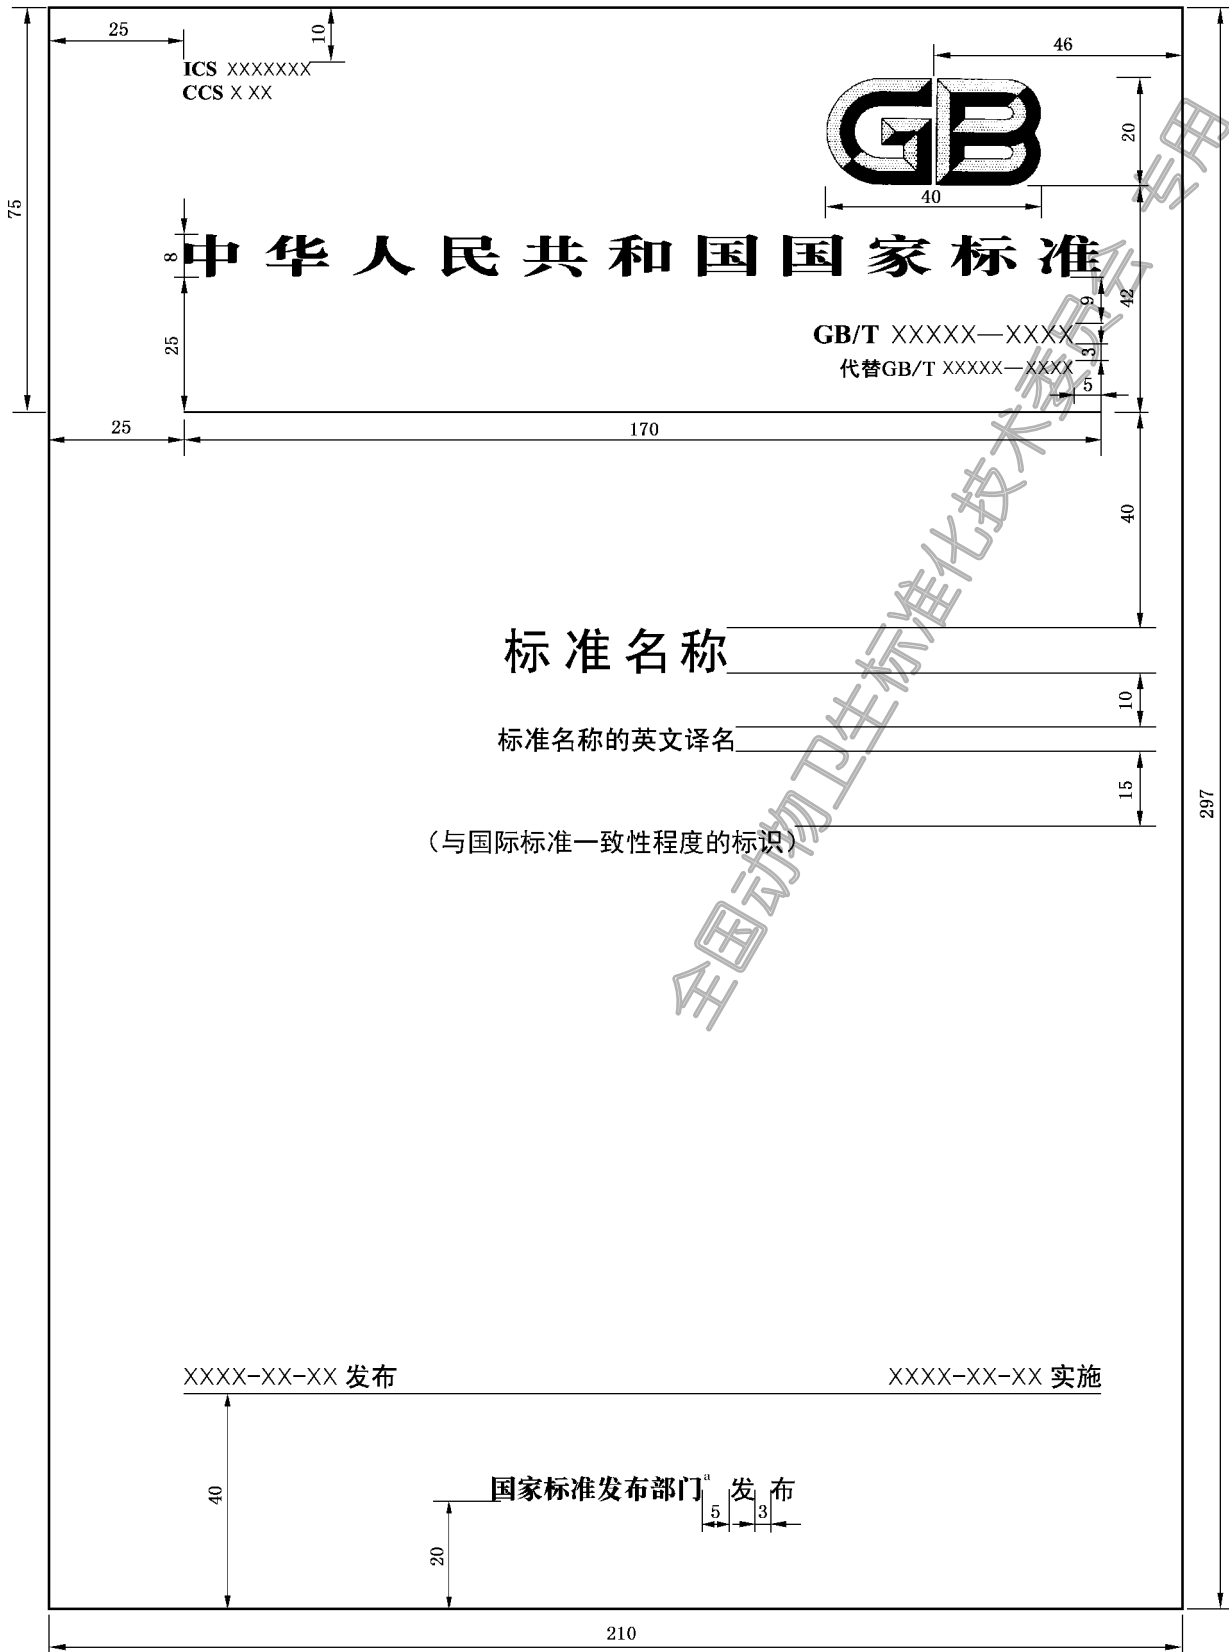 25
10
46
ICS XXXXXXX
CCS X XX
GB
20
75
40
8
中华人民共和国国家标准
9
42
25
GB/T XXXXX—XXXX
3
代替GB/T XXXXX—XXXX
5
25
170
40
标准名称
10
标准名称的英文译名
15
297
(与国际标准一致性程度的标识)
全国动物卫生标准化技术委员会 专用
XXXX-XX-XX 发布
XXXX-XX-XX 实施
40
国家标准发布部门a 发布
5
3
20
210